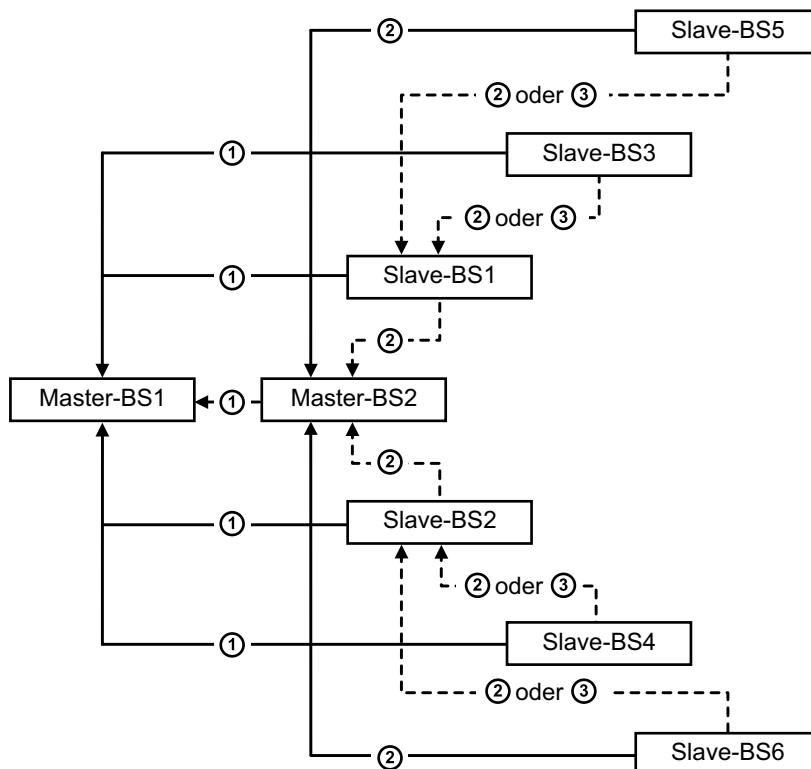 ② Slave-BS5
② oder ③
① Slave-BS3
② oder ③
① Slave-BS1
②
Master-BS1 ① Master-BS2
②
① Slave-BS2
② oder ③
① Slave-BS4
② oder ③
② Slave-BS6